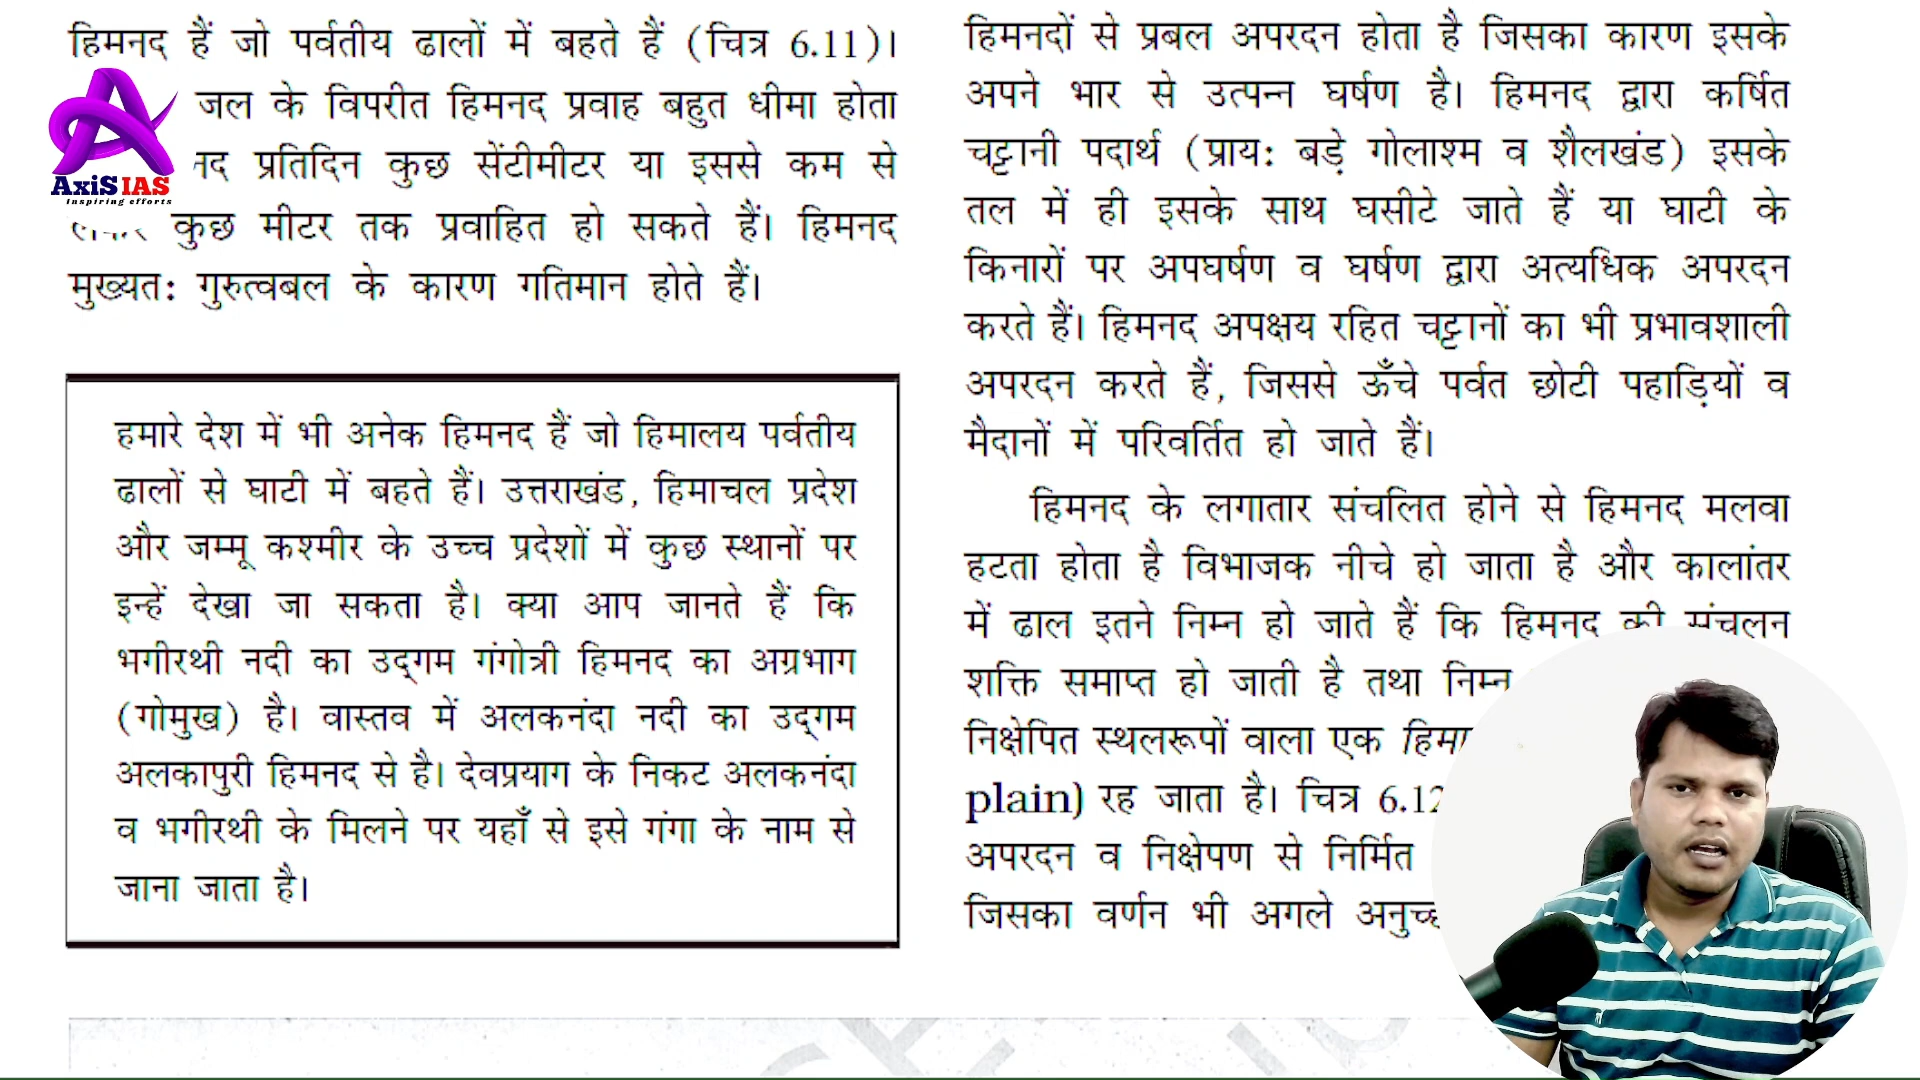 हिमनद हैं जो पर्वतीय ढालों में बहते हैं (चित्र 6.11)।
जल के विपरीत हिमनद प्रवाह बहुत धीमा होता
प्रतिदिन कुछ सेंटीमीटर या इससे कम से
कुछ मीटर तक प्रवाहित हो सकते हैं। हिमनद
मुख्यत: गुरुत्वबल के कारण गतिमान होते हैं।
AxiS IAS
Inspiring efforts
हमारे देश में भी अनेक हिमनद हैं जो हिमालय पर्वतीय
ढालों से घाटी में बहते हैं। उत्तराखंड, हिमाचल प्रदेश
और जम्मू कश्मीर के उच्च प्रदेशों में कुछ स्थानों पर
इन्हें देखा जा सकता है। क्या आप जानते हैं कि
भगीरथी नदी का उद्‌गम गंगोत्री हिमनद का अग्रभाग
(गोमुख) है। वास्तव में अलकनंदा नदी का उद्‌गम
अलकापुरी हिमनद से है। देवप्रयाग के निकट अलकनंदा
व भगीरथी के मिलने पर यहाँ से इसे गंगा के नाम से
जाना जाता है।
हिमनदों से प्रबल अपरदन होता है जिसका कारण इसके
अपने भार से उत्पन्न घर्षण है। हिमनद द्वारा कर्षित
चट्टानी पदार्थ (प्राय: बड़े गोलाश्म व शैलखंड) इसके
तल में ही इसके साथ घसीटे जाते हैं या घाटी के
किनारों पर अपघर्षण व घर्षण द्वारा अत्यधिक अपरदन
करते हैं। हिमनद अपक्षय रहित चट्टानों का भी प्रभावशाली
अपरदन करते हैं, जिससे ऊँचे पर्वत छोटी पहाड़ियों व
मैदानों में परिवर्तित हो जाते हैं।
हिमनद के लगातार संचलित होने से हिमनद मलवा
हटता होता है विभाजक नीचे हो जाता है और कालांतर
में ढाल इतने निम्न हो जाते हैं कि हिमनद की संचलन
शक्ति समाप्त हो जाती है तथा निम्न
निक्षेपित स्थलरूपों वाला एक
plain) रह जाता है। चित्र 6.12
अपरदन व निक्षेपण से निर्मित
जिसका वर्णन भी अगले